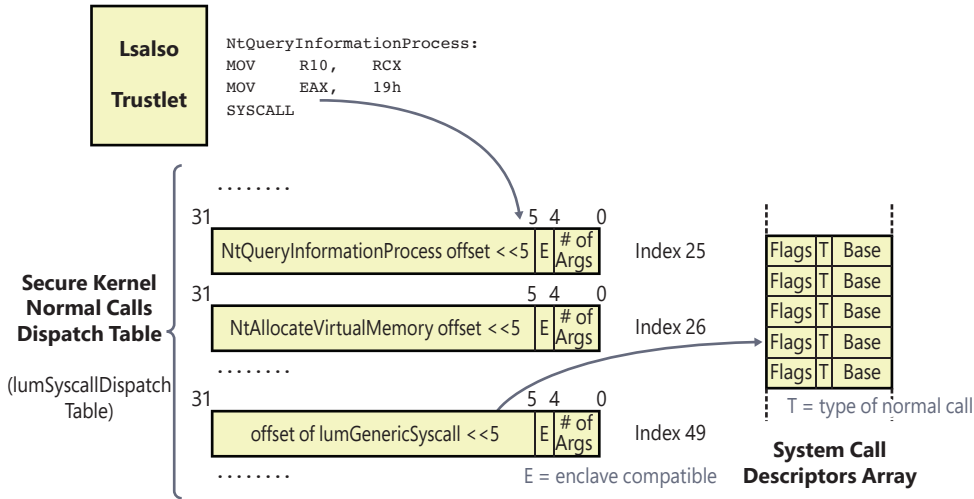 Lsalso
Trustlet
NtQueryInformationProcess:
MOV R10, RCX
MOV EAX, 19h
SYSCALL
........
31 5 4 0
NtQueryInformationProcess offset <<5 E # of Args
Index 25
Secure Kernel
Normal Calls
Dispatch Table
(IumSyscallDispatch
Table)
31 5 4 0
NtAllocateVirtualMemory offset <<5 E # of Args
Index 26
........
31 5 4 0
offset of IumGenericSyscall <<5 E # of Args
Index 49
........
E = enclave compatible
Flags T Base
Flags T Base
Flags T Base
Flags T Base
Flags T Base
T = type of normal call
System Call
Descriptors Array